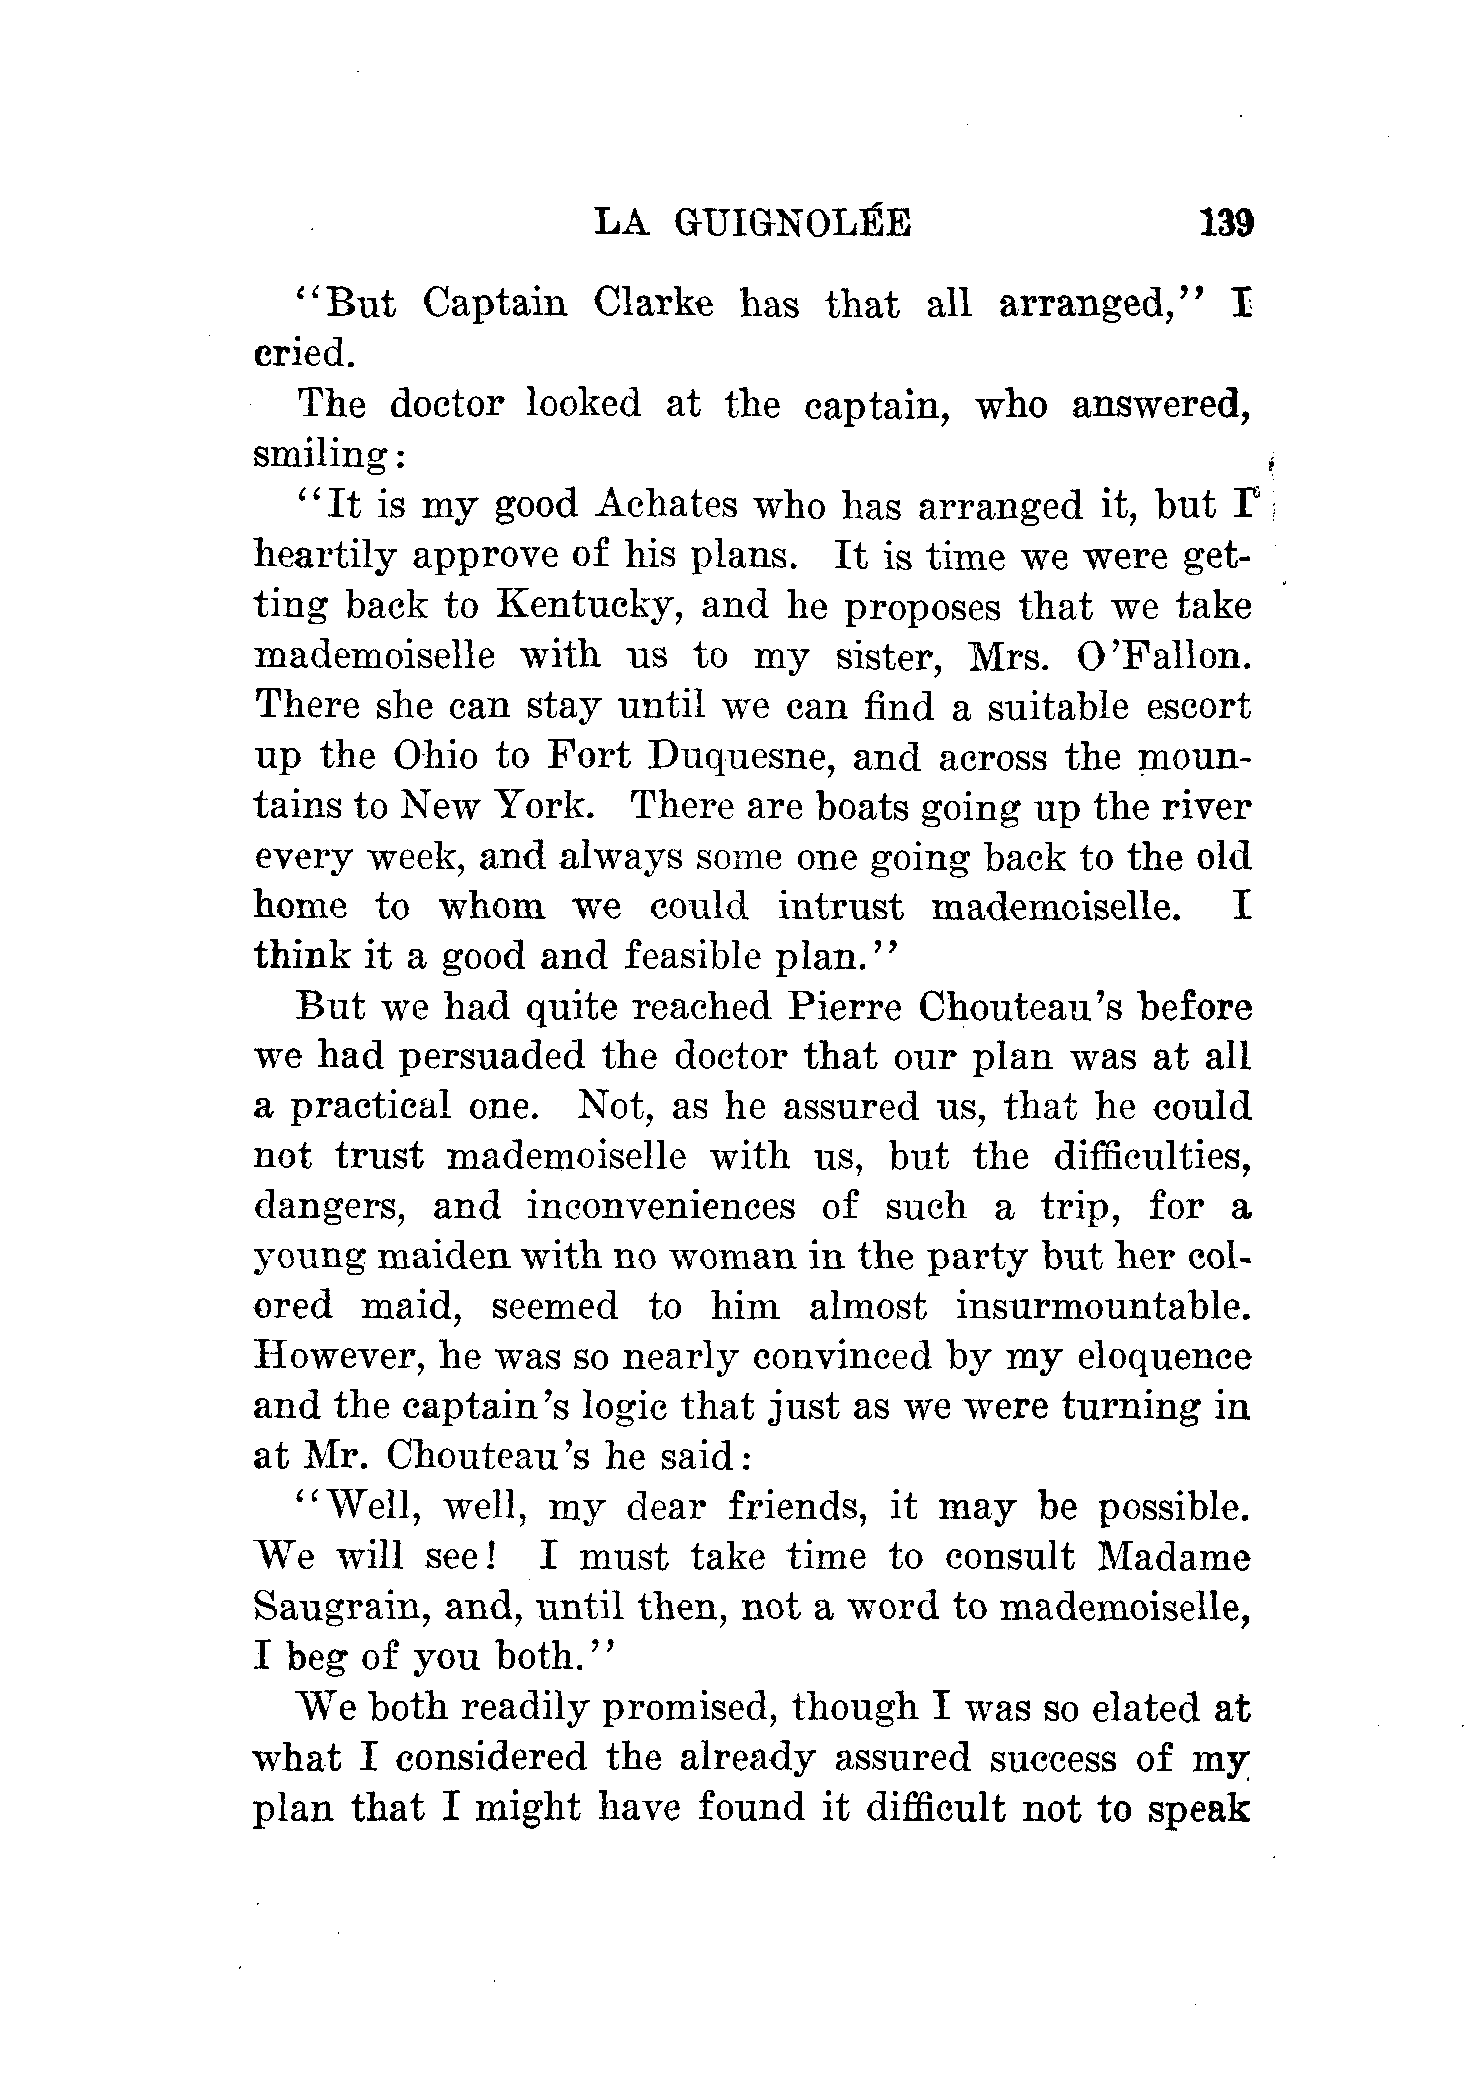 LA GUIGNOLÉE 139
"But Captain Clarke has that all arranged," I
cried.
The doctor looked at the captain, who answered,
smiling:
"It is my good Achates who has arranged it, but I
heartily approve of his plans. It is time we were get-
ting back to Kentucky, and he proposes that we take
mademoiselle with us to my sister, Mrs. O'Fallon.
There she can stay until we can find a suitable escort
up the Ohio to Fort Duquesne, and across the moun-
tains to New York. There are boats going up the river
every week, and always some one going back to the old
home to whom we could intrust mademoiselle. I
think it a good and feasible plan."
But we had quite reached Pierre Chouteau's before
we had persuaded the doctor that our plan was at all
a practical one. Not, as he assured us, that he could
not trust mademoiselle with us, but the difficulties,
dangers, and inconveniences of such a trip, for a
young maiden with no woman in the party but her col-
ored maid, seemed to him almost insurmountable.
However, he was so nearly convinced by my eloquence
and the captain's logic that just as we were turning in
at Mr. Chouteau's he said:
"Well, well, my dear friends, it may be possible.
We will see! I must take time to consult Madame
Saugrain, and, until then, not a word to mademoiselle,
I beg of you both."
We both readily promised, though I was so elated at
what I considered the already assured success of my
plan that I might have found it difficult not to speak